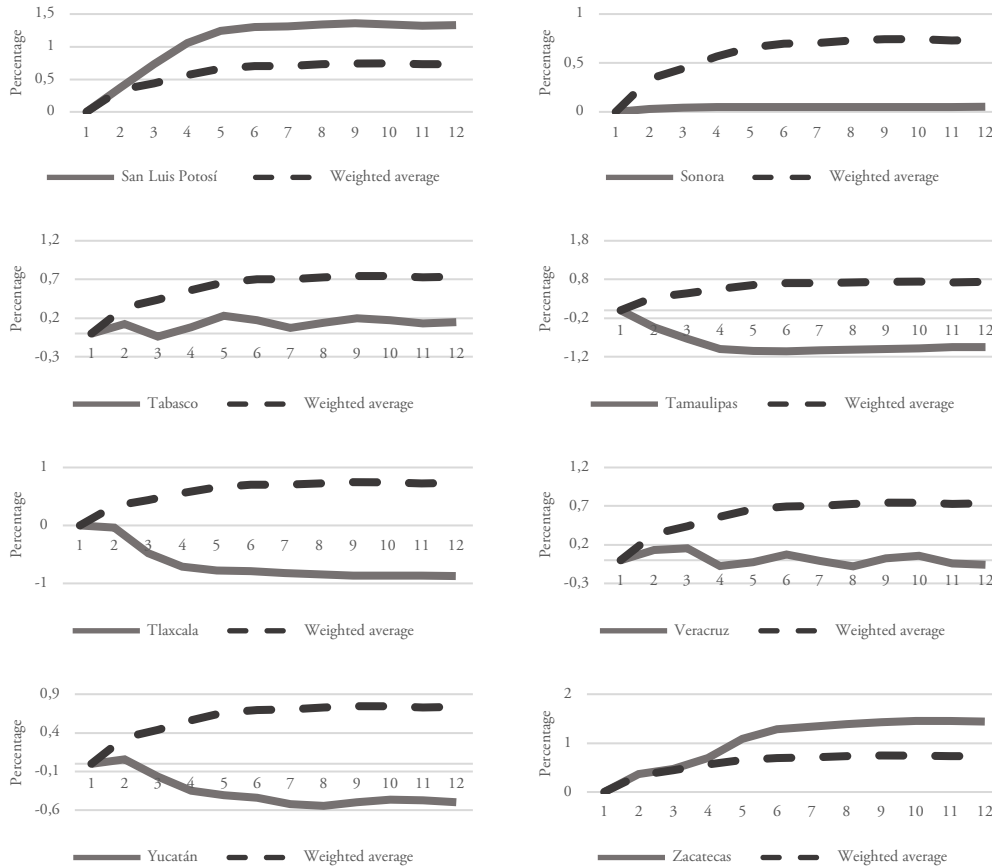 Percentage
1,5
1
0,5
0
1 2 3 4 5 6 7 8 9 10 11 12
San Luis Potosí Weighted average
Percentage
1
0,5
0
1 2 3 4 5 6 7 8 9 10 11 12
Sonora Weighted average
Percentage
1,2
0,7
0,2
-0,3
1 2 3 4 5 6 7 8 9 10 11 12
Tabasco Weighted average
Percentage
1,8
0,8
-0,2
-1,2
1 2 3 4 5 6 7 8 9 10 11 12
Tamaulipas Weighted average
Percentage
1
0
-1
1 2 3 4 5 6 7 8 9 10 11 12
Tlaxcala Weighted average
Percentage
1,2
0,7
0,2
-0,3
1 2 3 4 5 6 7 8 9 10 11 12
Veracruz Weighted average
Percentage
0,9
0,4
-0,1
-0,6
1 2 3 4 5 6 7 8 9 10 11 12
Yucatán Weighted average
Percentage
2
1
0
1 2 3 4 5 6 7 8 9 10 11 12
Zacatecas Weighted average